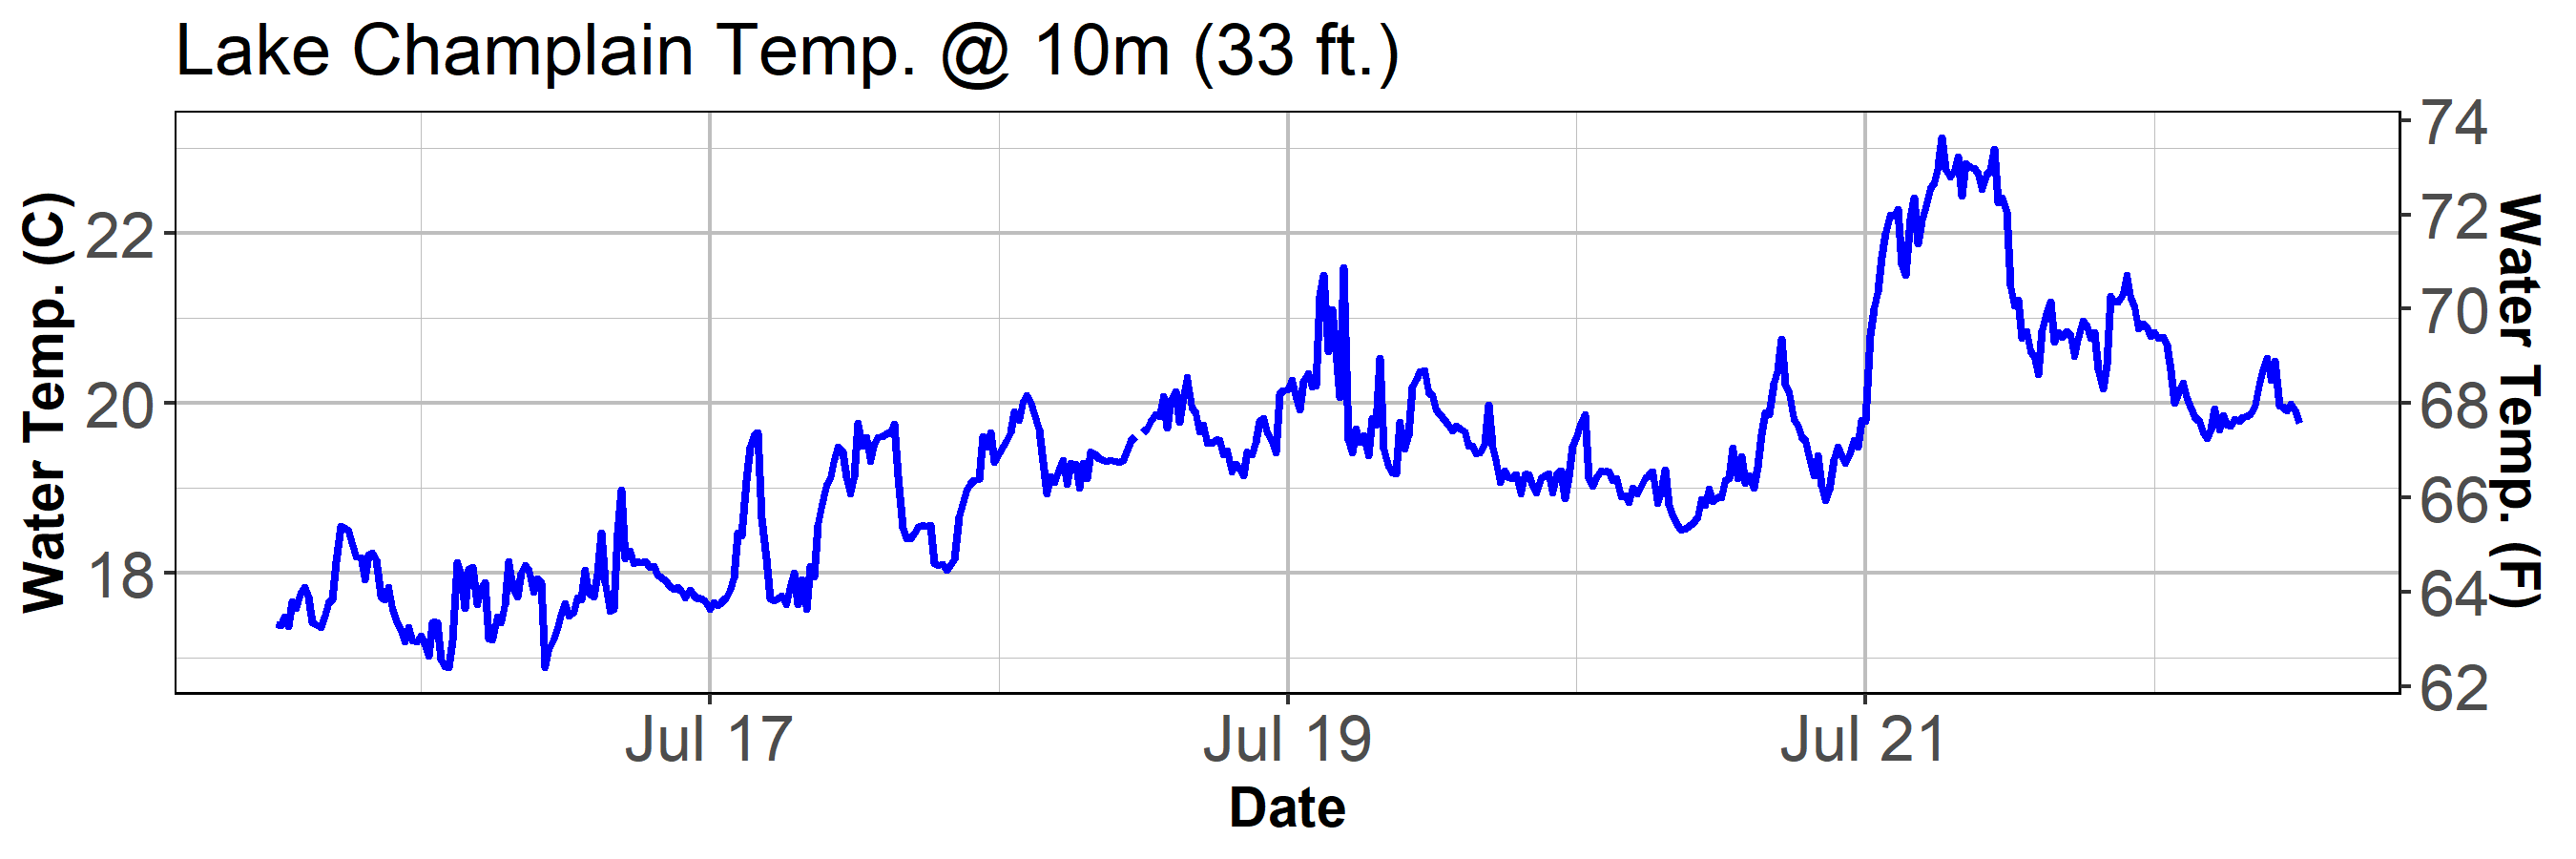 Lake Champlain Temp. @ 10m (33 ft.)
Water Temp. (C)
22
20
18
74
72
70
68
66
64
62
Water Temp. (F)
Jul 17
Jul 19
Jul 21
Date